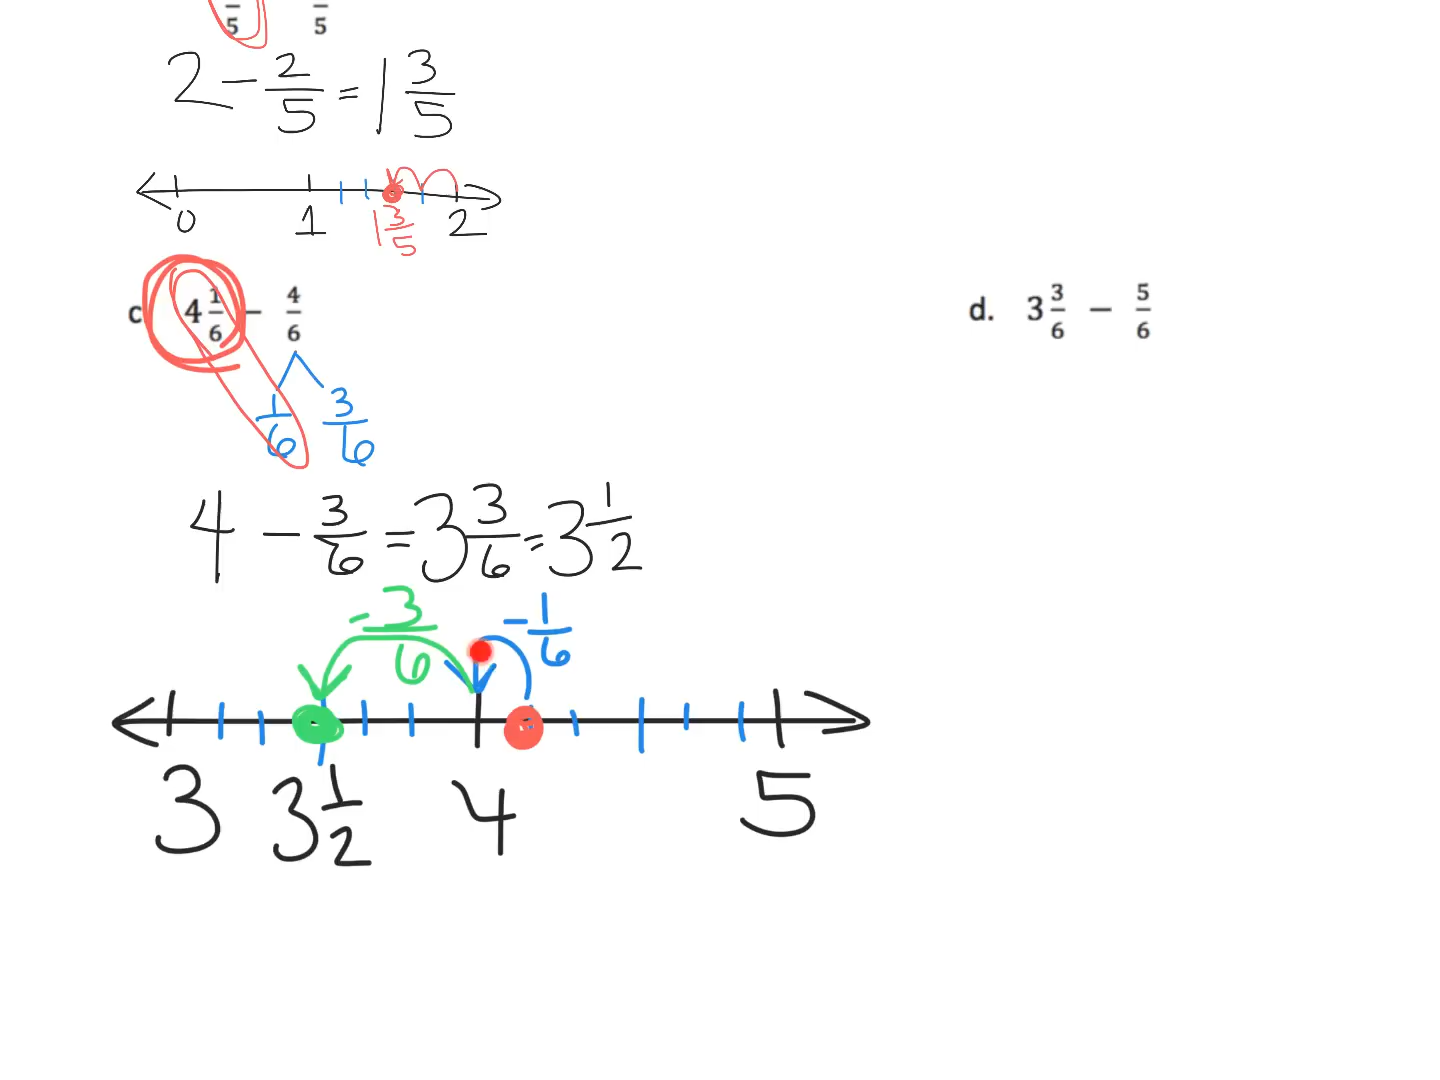 5 5
2 - 2/5 = 1 3/5
0 1 1 3/5 2
c 4 1/6 - 4/6
d. 3 3/6 - 5/6
1/6 3/6
4 - 3/6 = 3 3/6 = 3 1/2
- 3/6 - 1/6
3 3 1/2 4 5